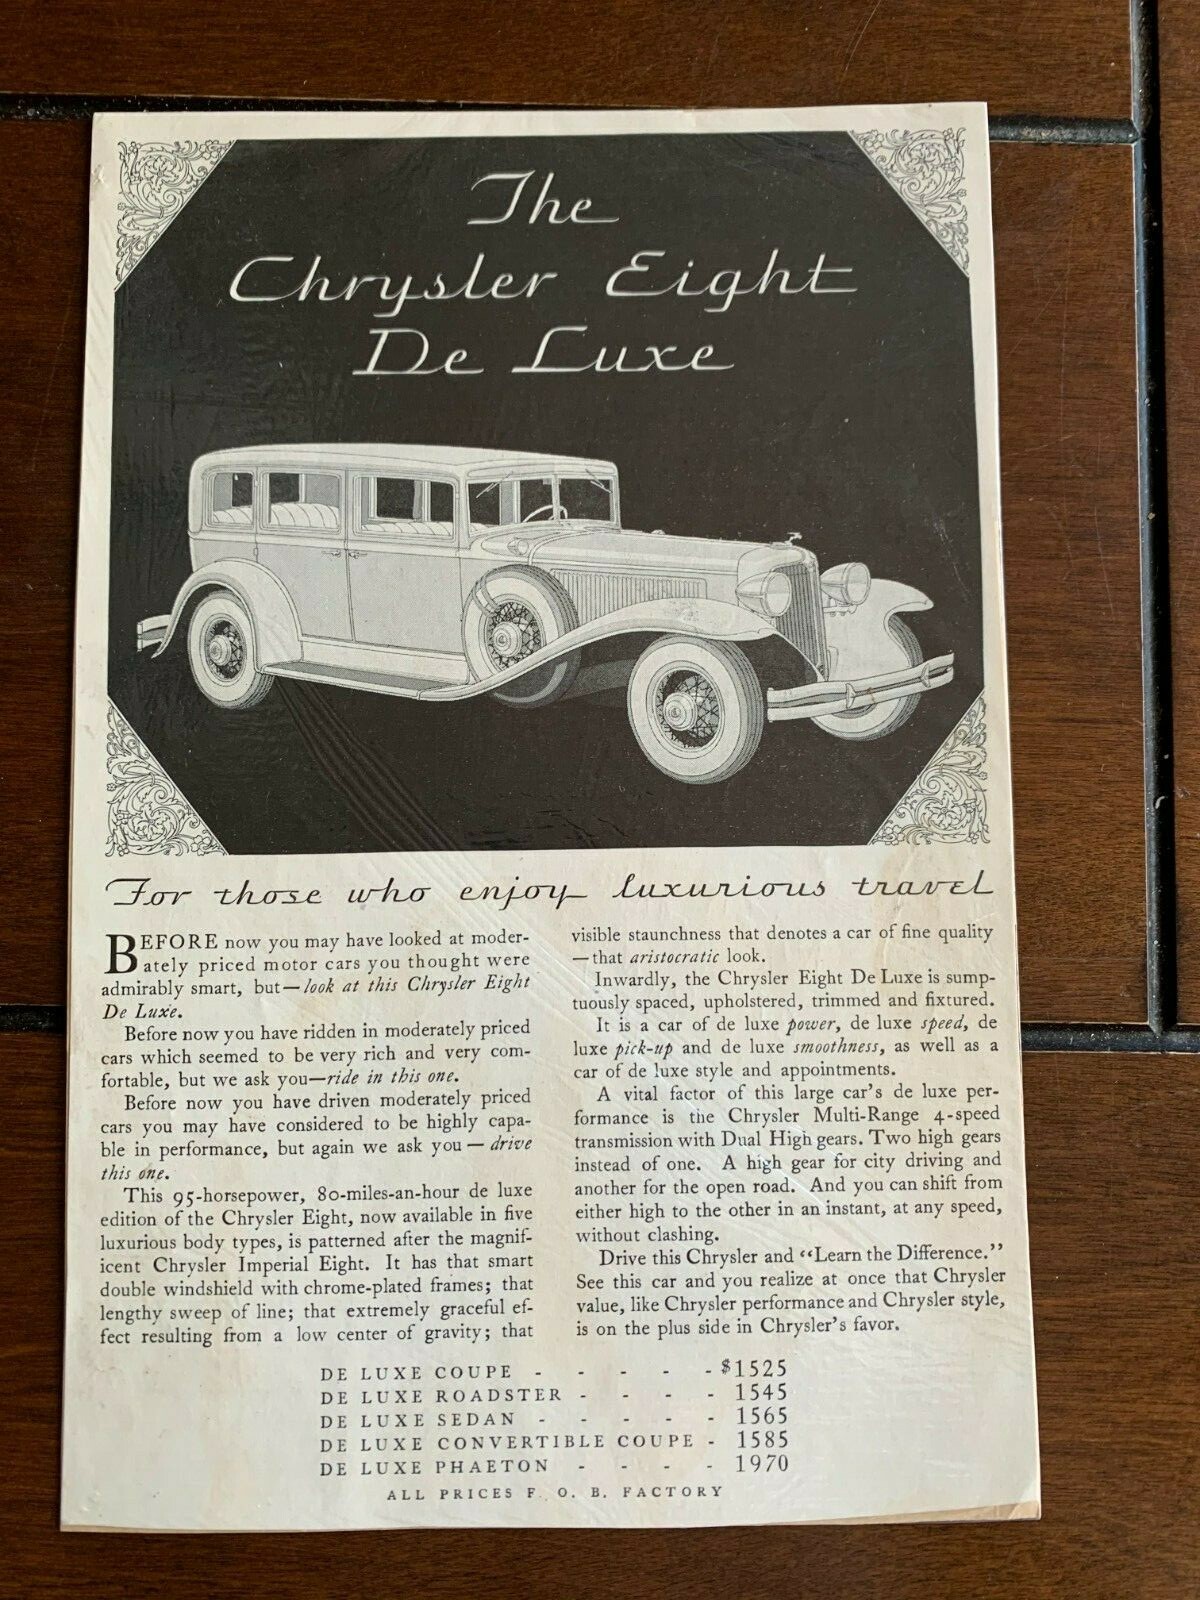 The
Chrysler Eight
De Luxe
For those who enjoy luxurious travel
BEFORE now you may have looked at moder-
ately priced motor cars you thought were
admirably smart, but—look at this Chrysler Eight
De Luxe.
Before now you have ridden in moderately priced
cars which seemed to be very rich and very com-
fortable, but we ask you—ride in this one.
Before now you have driven moderately priced
cars you may have considered to be highly capa-
ble in performance, but again we ask you — drive
this one.
This 95-horsepower, 80-miles-an-hour de luxe
edition of the Chrysler Eight, now available in five
luxurious body types, is patterned after the magnif-
icent Chrysler Imperial Eight. It has that smart
double windshield with chrome-plated frames; that
lengthy sweep of line; that extremely graceful ef-
fect resulting from a low center of gravity; that
visible staunchness that denotes a car of fine quality
—that aristocratic look.
Inwardly, the Chrysler Eight De Luxe is sump-
tuously spaced, upholstered, trimmed and fixtured.
It is a car of de luxe power, de luxe speed, de
luxe pick-up and de luxe smoothness, as well as a
car of de luxe style and appointments.
A vital factor of this large car's de luxe per-
formance is the Chrysler Multi-Range 4-speed
transmission with Dual High gears. Two high gears
instead of one. A high gear for city driving and
another for the open road. And you can shift from
either high to the other in an instant, at any speed,
without clashing.
Drive this Chrysler and “Learn the Difference.”
See this car and you realize at once that Chrysler
value, like Chrysler performance and Chrysler style,
is on the plus side in Chrysler's favor.
DE LUXE COUPE - - - - - $1525
DE LUXE ROADSTER - - - - 1545
DE LUXE SEDAN - - - - - 1565
DE LUXE CONVERTIBLE COUPE - 1585
DE LUXE PHAETON - - - - 1970
ALL PRICES F. O. B. FACTORY